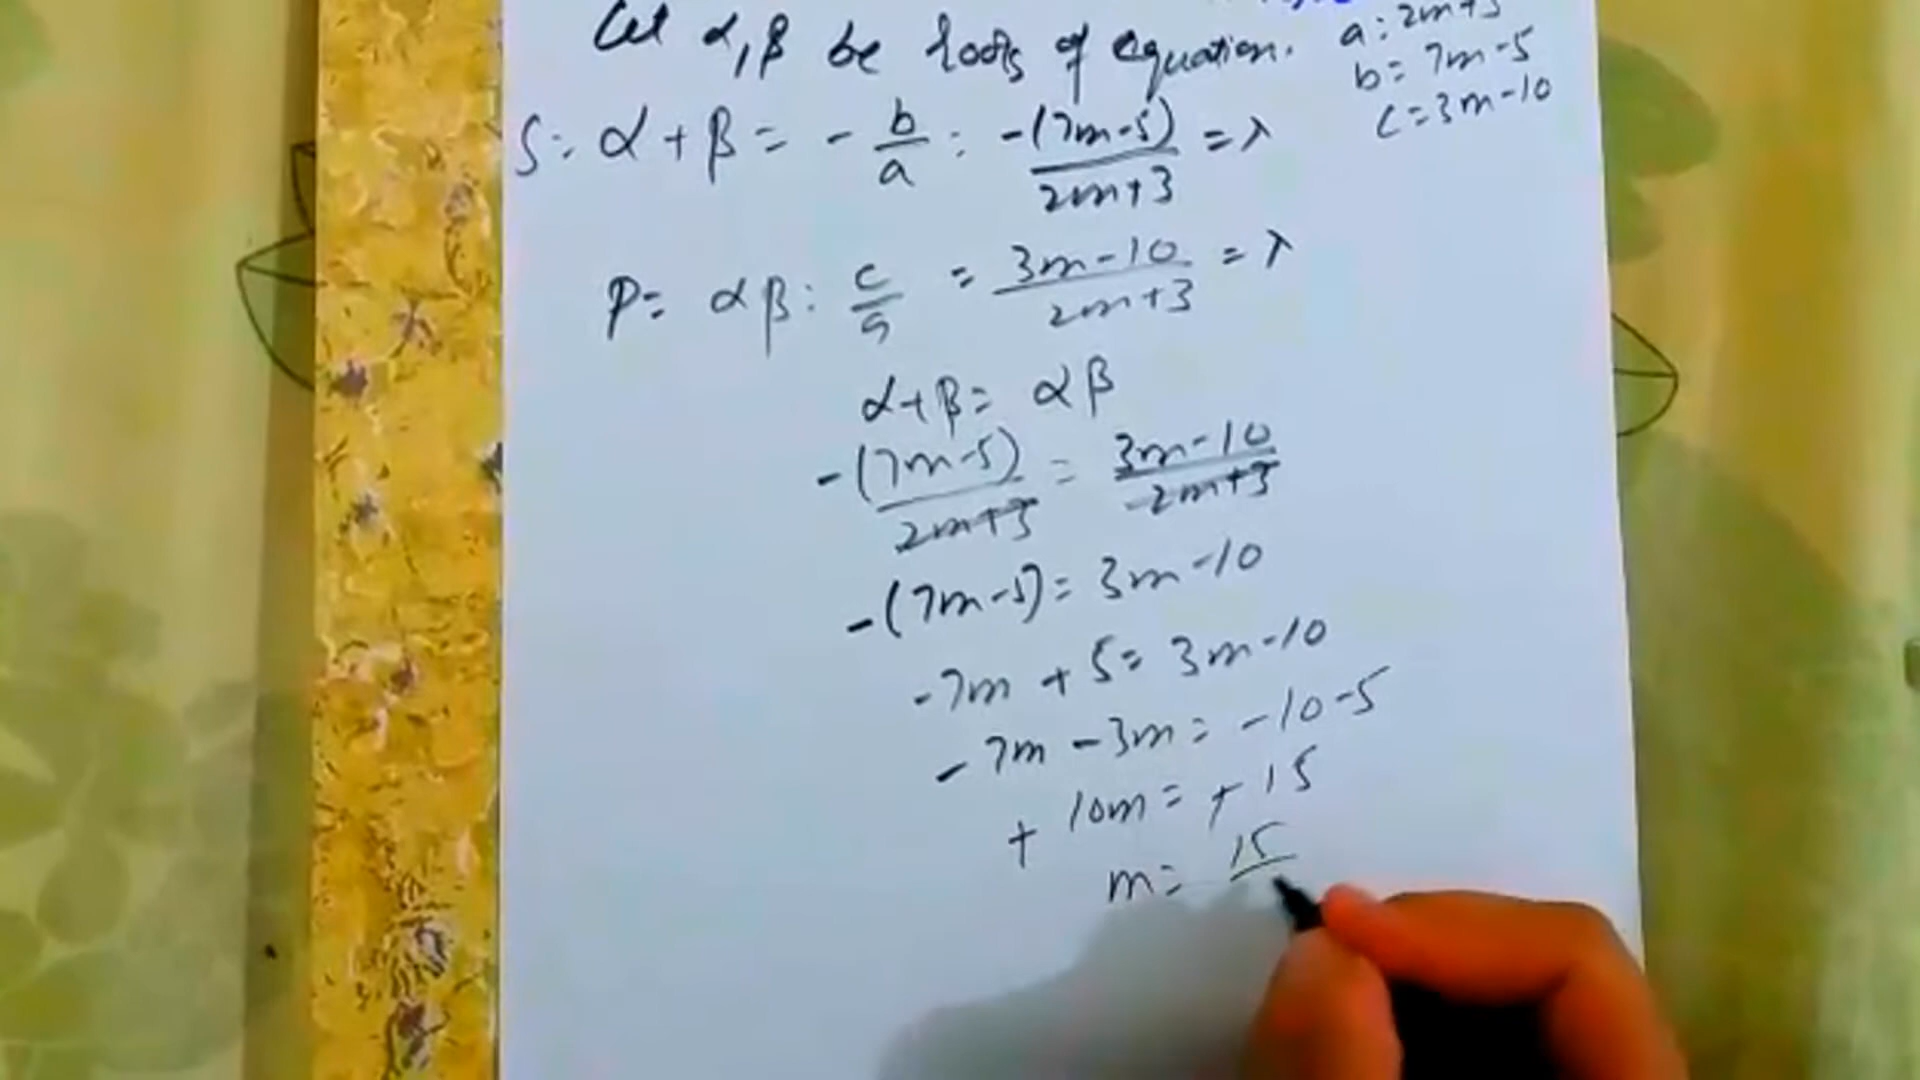 Let α, β be roots of equation.
a: 2m+3
b= 7m-5
c=3m-10
S: α + β = - b/a : -(7m-5)/2m+3 = λ
P= αβ: c/a = 3m-10/2m+3 = λ
α+β= αβ
-(7m-5)/2m+3 = 3m-10/2m+3
-(7m-5)= 3m-10
-7m + 5= 3m-10
-7m -3m= -10-5
+ 10m= +15
m= 15